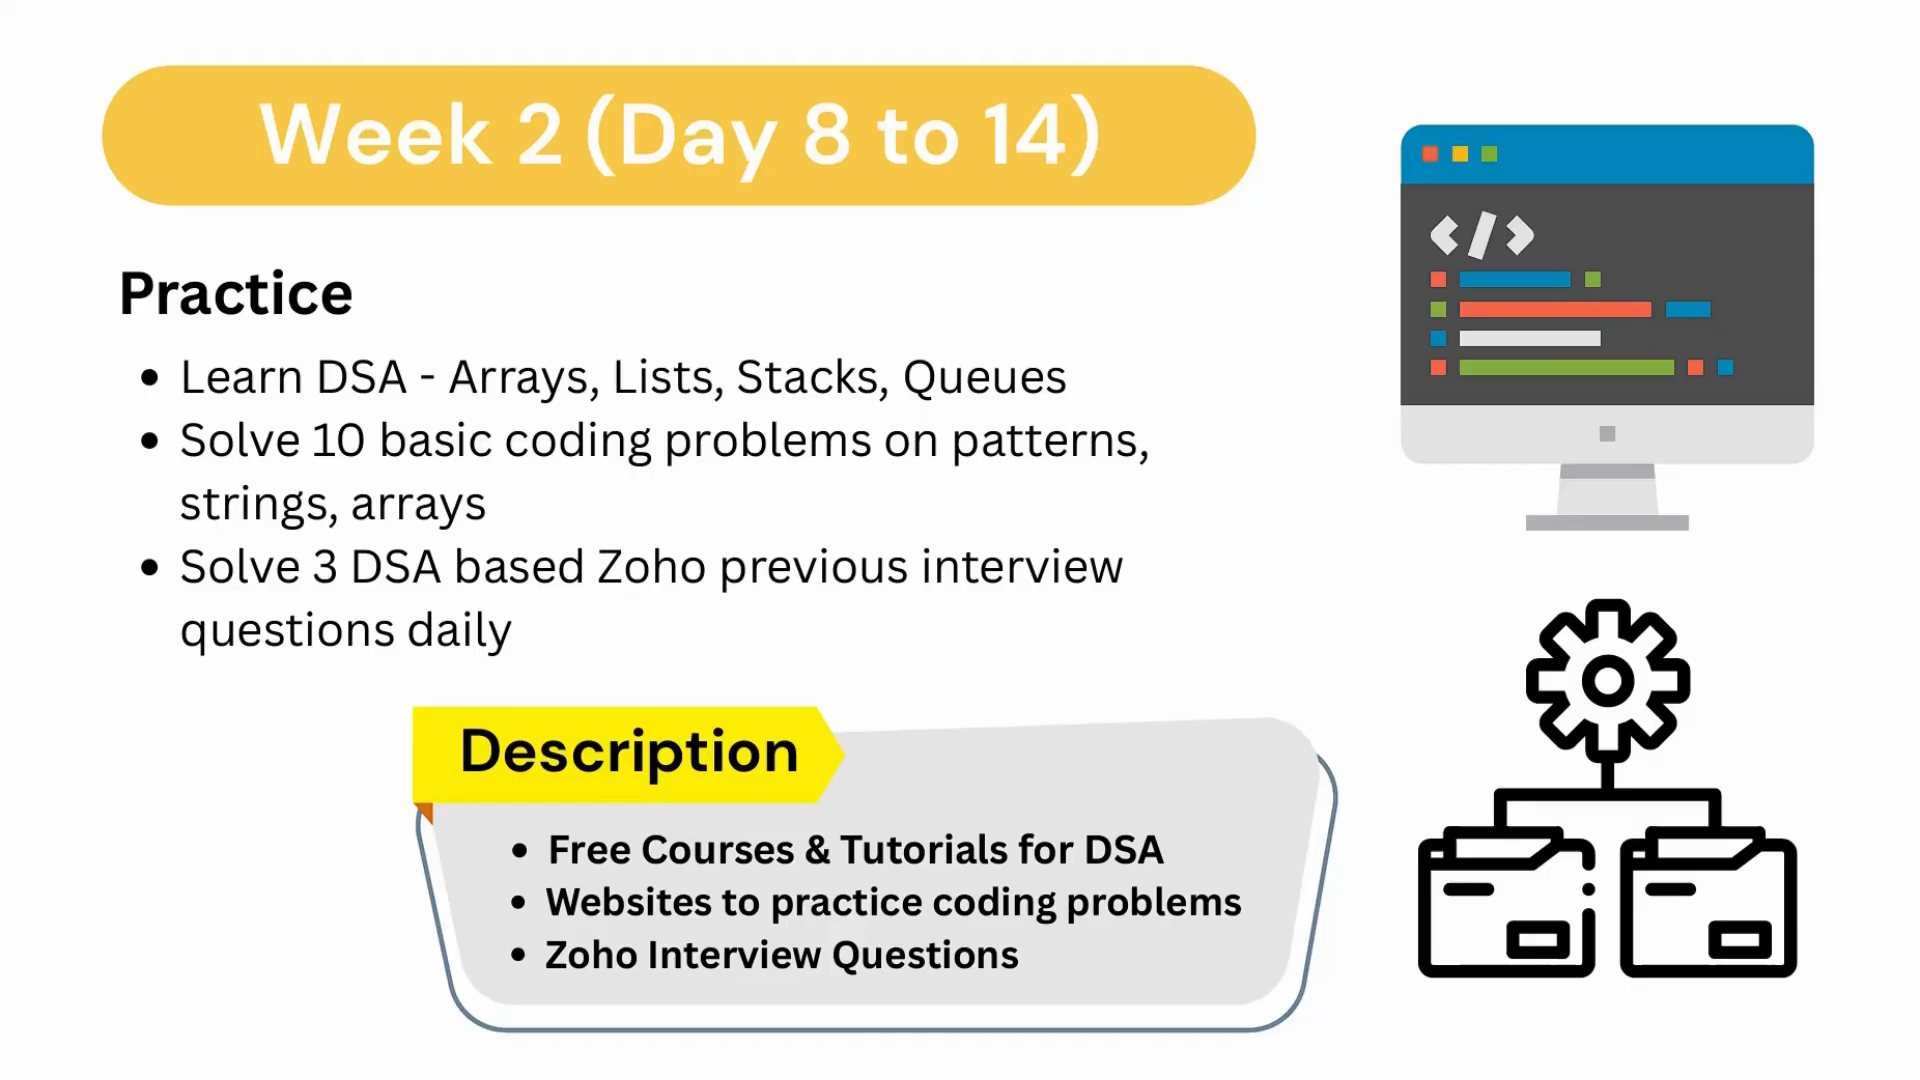 Week 2 (Day 8 to 14)
Practice
• Learn DSA - Arrays, Lists, Stacks, Queues
• Solve 10 basic coding problems on patterns,
strings, arrays
• Solve 3 DSA based Zoho previous interview
questions daily
Description
• Free Courses & Tutorials for DSA
• Websites to practice coding problems
• Zoho Interview Questions